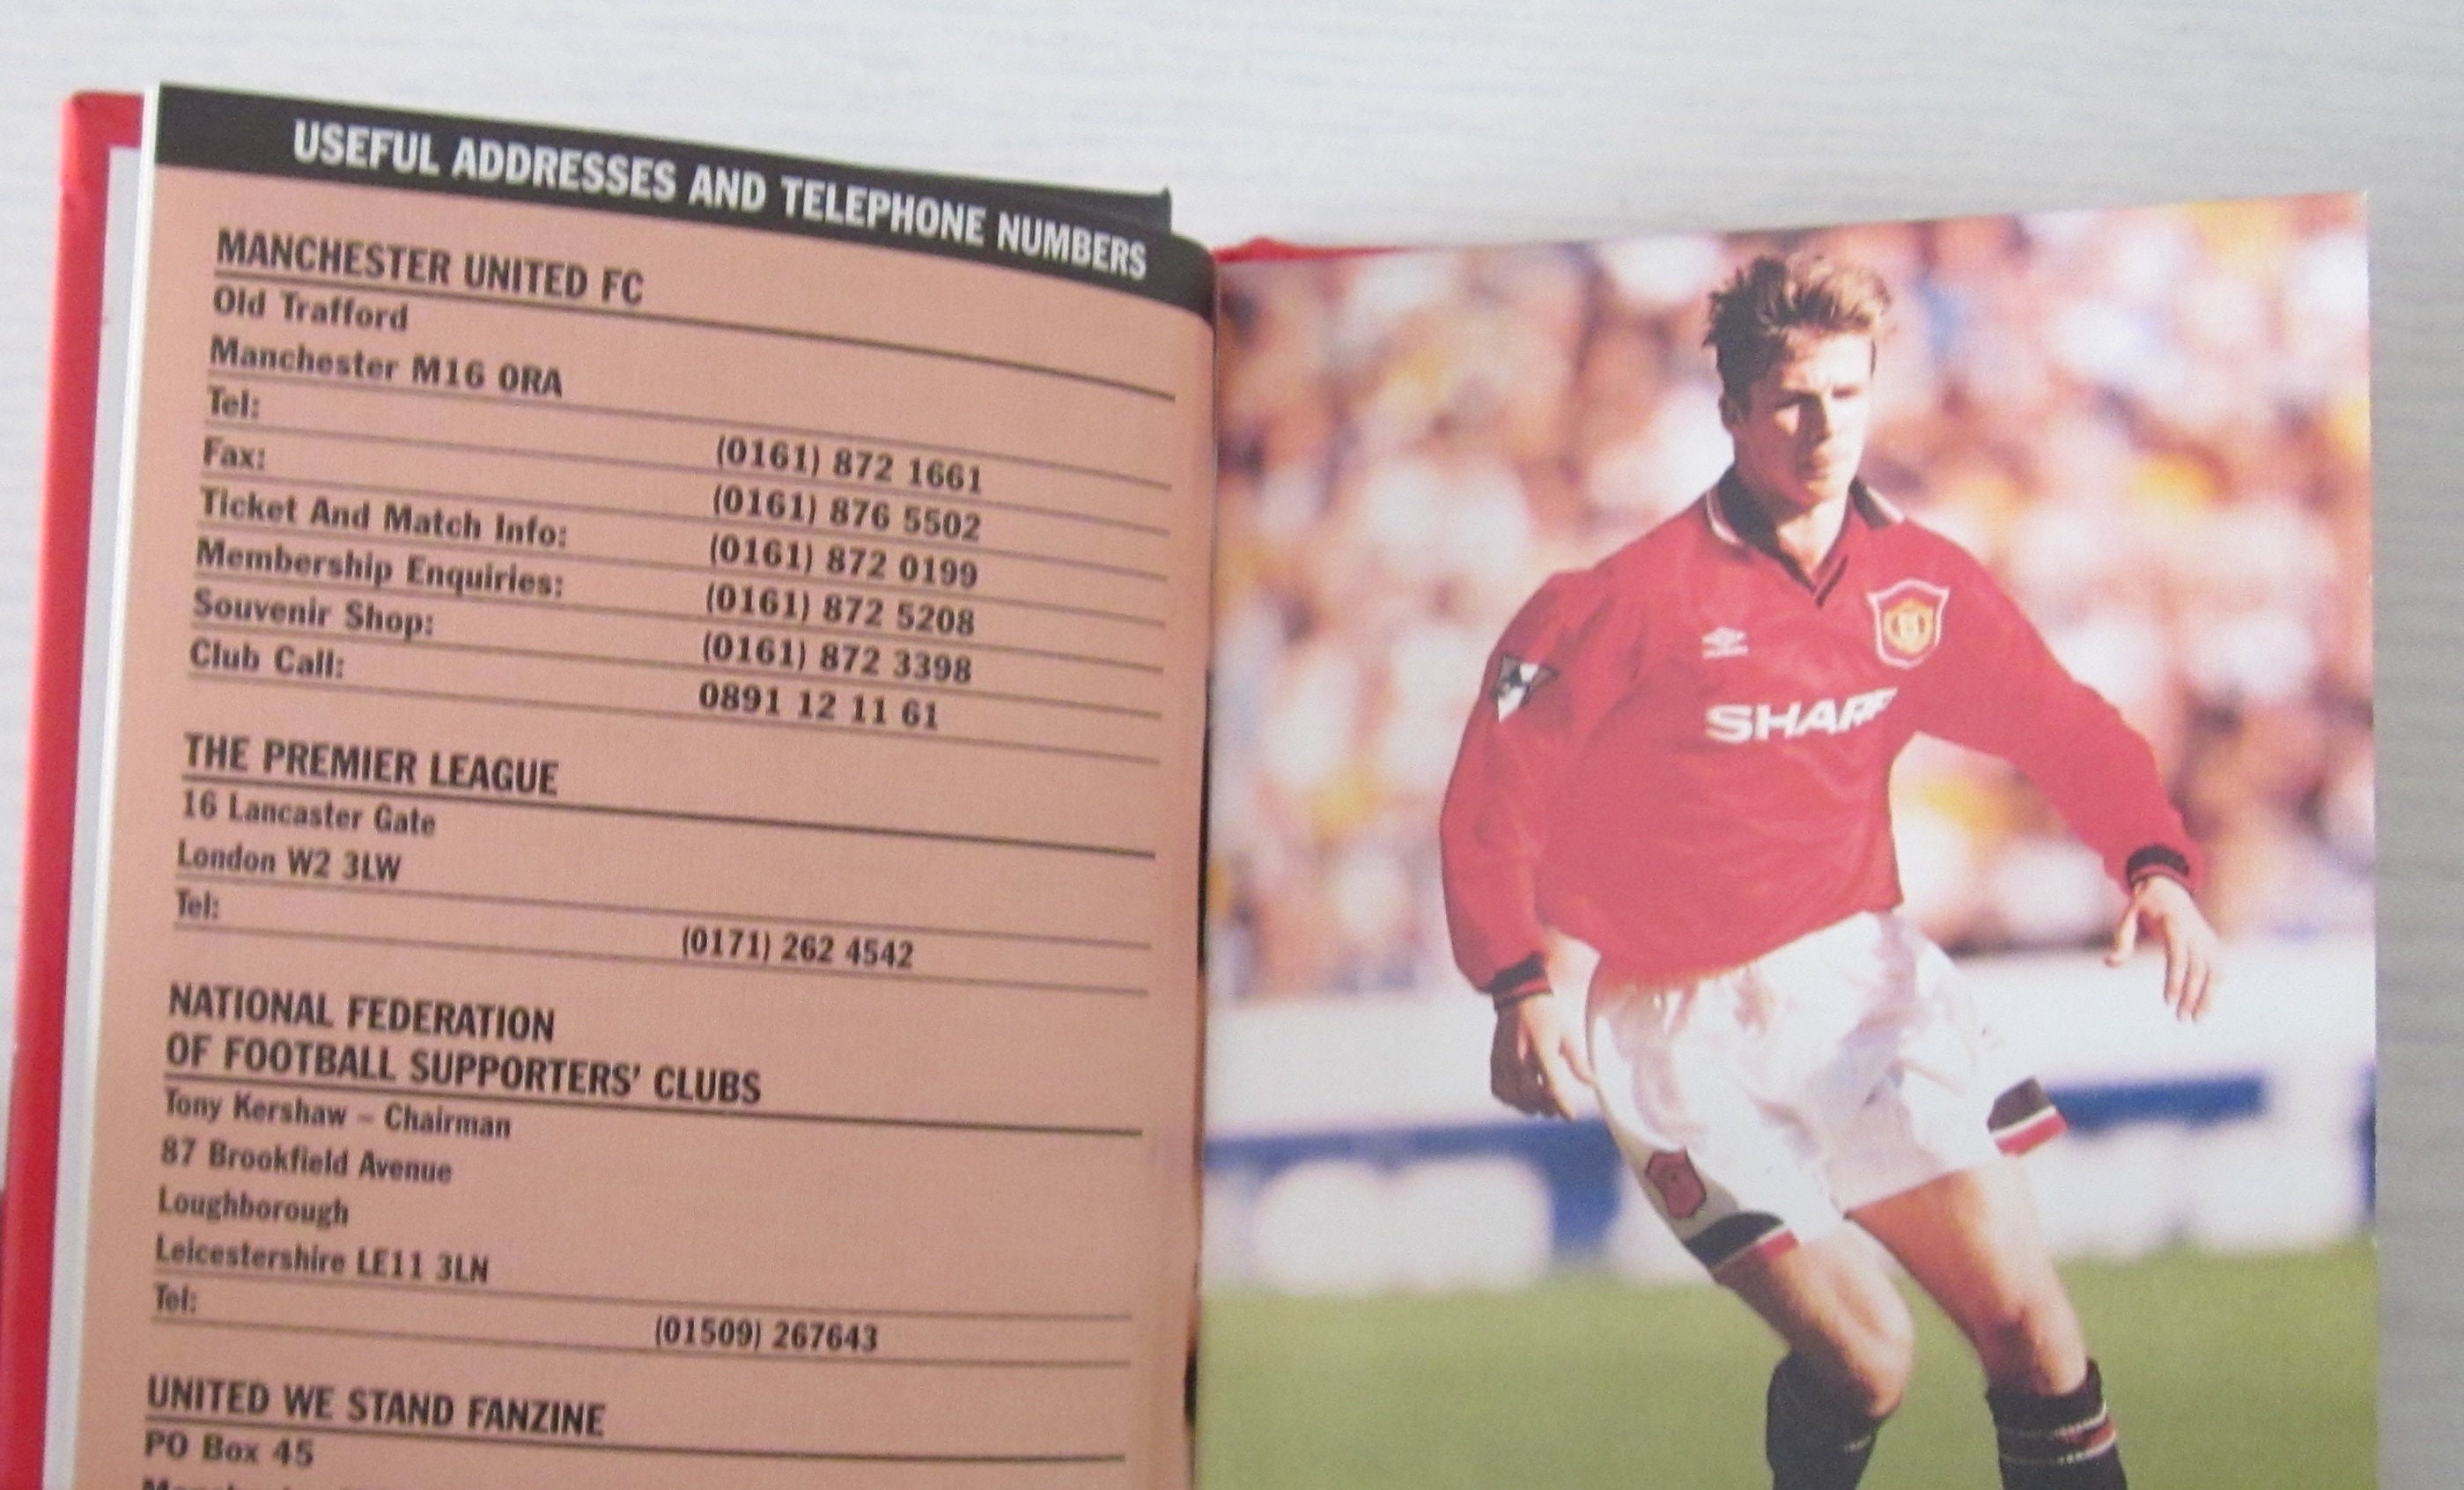 USEFUL ADDRESSES AND TELEPHONE NUMBERS
MANCHESTER UNITED FC
Old Trafford
Manchester M16 0RA
Tel: (0161) 872 1661
Fax: (0161) 876 5502
Ticket And Match Info: (0161) 872 0199
Membership Enquiries: (0161) 872 5208
Souvenir Shop: (0161) 872 3398
Club Call: 0891 12 11 61
THE PREMIER LEAGUE
16 Lancaster Gate
London W2 3LW
Tel: (0171) 262 4542
NATIONAL FEDERATION
OF FOOTBALL SUPPORTERS' CLUBS
Tony Kershaw – Chairman
87 Brookfield Avenue
Loughborough
Leicestershire LE11 3LN
Tel: (01509) 267643
UNITED WE STAND FANZINE
PO Box 45
SHARP